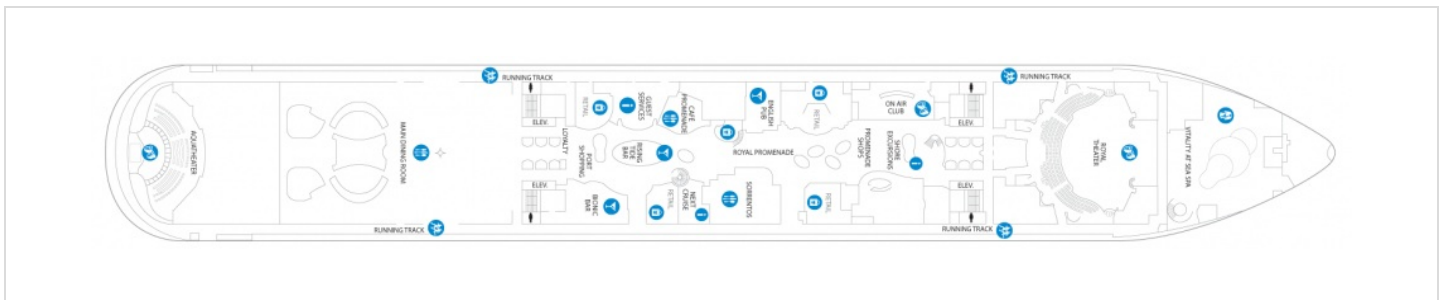 RUNNING TRACK
RUNNING TRACK
AQUATHEATER
MAIN DINING ROOM
ELEV.
LOYALTY
PORT
SHOPPING
RETAIL
GUEST
SERVICES
CAFE
PROMENADE
RISING
TIDE
BAR
ENGLISH
PUB
RETAIL
ON AIR
CLUB
ELEV.
ROYAL PROMENADE
PROMENADE
SHOPS
SHORE
EXCURSIONS
ROYAL
THEATER
VITALITY AT SEA SPA
ELEV.
BIONIC
BAR
RETAIL
NEXT
CRUISE
SORRENTOS
RETAIL
ELEV.
RUNNING TRACK
RUNNING TRACK